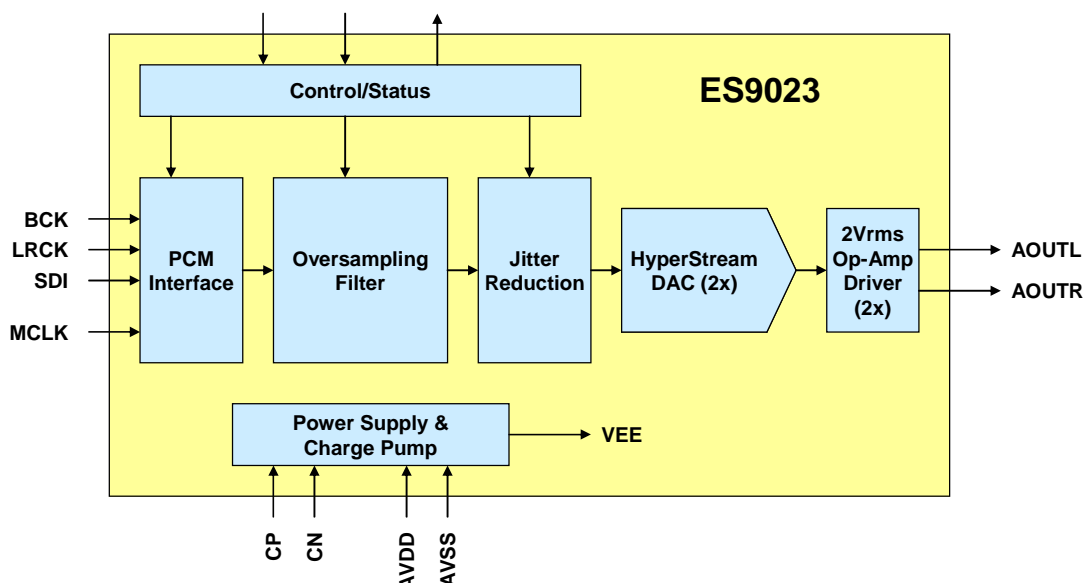 Control/Status
ES9023
BCK
LRCK
SDI
MCLK
PCM
Interface
Oversampling
Filter
Jitter
Reduction
HyperStream
DAC (2x)
2Vrms
Op-Amp
Driver
(2x)
AOUTL
AOUTR
Power Supply &
Charge Pump
VEE
CP
CN
AVDD
AVSS